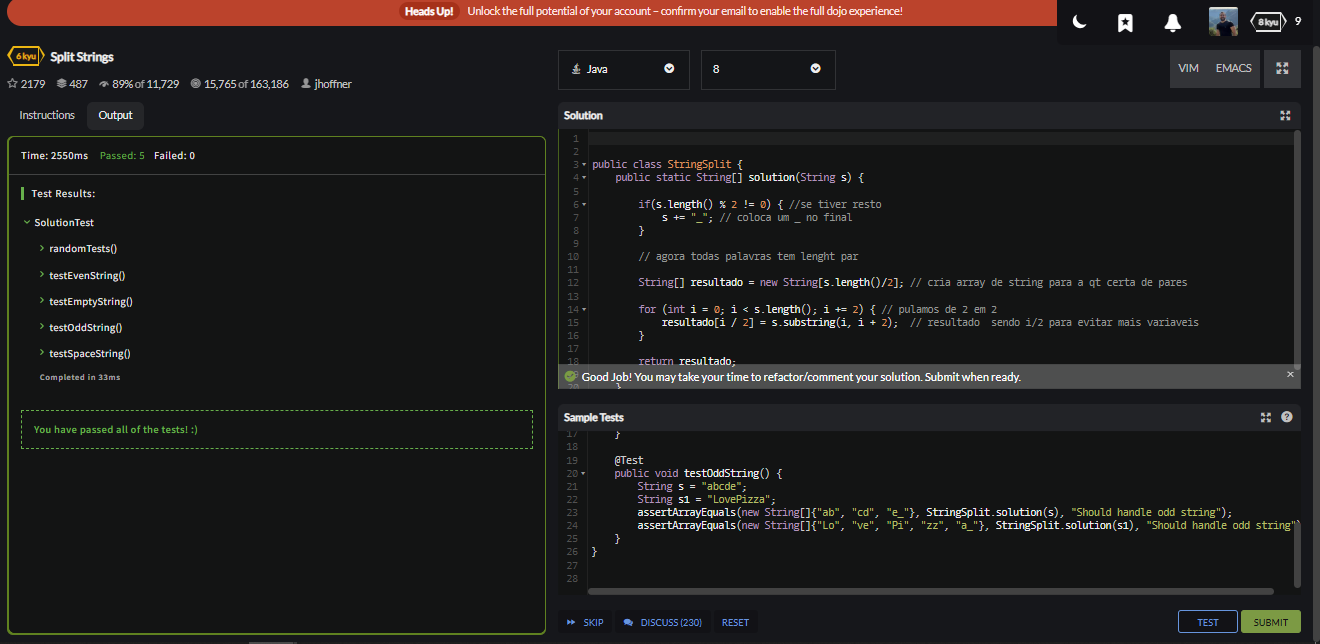 Heads Up! Unlock the full potential of your account – confirm your email to enable the full dojo experience!
8 kyu 9
6 kyu Split Strings
2179 487 89% of 11,729 15,765 of 163,186 jhoffner
Java 8 VIM EMACS
Instructions Output
Time: 2550ms Passed: 5 Failed: 0
Test Results:
SolutionTest
randomTests()
testEvenString()
testEmptyString()
testOddString()
testSpaceString()
Completed in 33ms
You have passed all of the tests! :)
Solution
1
2
3 public class StringSplit {
4 public static String[] solution(String s) {
5
6 if(s.length() % 2 != 0) { //se tiver resto
7 s += "_"; // coloca um _ no final
8 }
9
10 // agora todas palavras tem lenght par
11
12 String[] resultado = new String[s.length()/2]; // cria array de string para a qt certa de pares
13
14 for (int i = 0; i < s.length(); i += 2) { // pulamos de 2 em 2
15 resultado[i / 2] = s.substring(i, i + 2); // resultado sendo i/2 para evitar mais variaveis
16 }
17
18 return resultado;
Good Job! You may take your time to refactor/comment your solution. Submit when ready.
}
Sample Tests
17 }
18
19 @Test
20 public void testOddString() {
21 String s = "abcde";
22 String s1 = "LovePizza";
23 assertArrayEquals(new String[]{"ab", "cd", "e_"}, StringSplit.solution(s), "Should handle odd string");
24 assertArrayEquals(new String[]{"Lo", "ve", "Pi", "zz", "a_"}, StringSplit.solution(s1), "Should handle odd string")
25 }
26 }
27
28
SKIP DISCUSS (230) RESET TEST SUBMIT